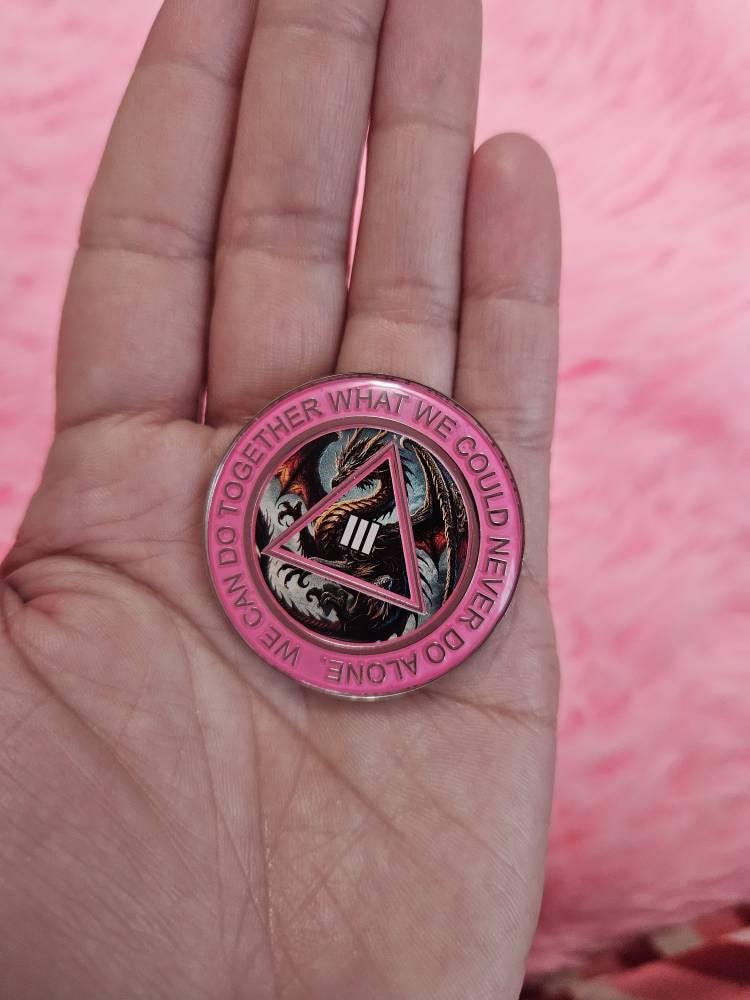 WE CAN DO TOGETHER WHAT WE COULD NEVER DO ALONE.
III